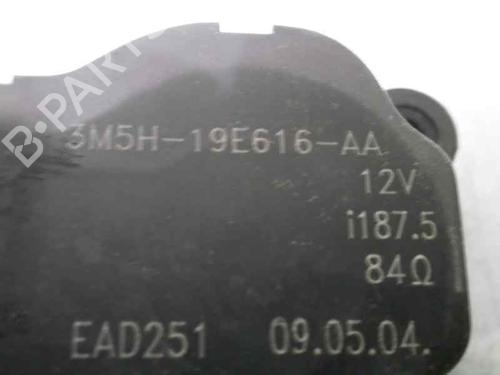 B-PARTS
3M5H-19E616-AA
12V
i187.5
84Ω
EAD251 09.05.04.